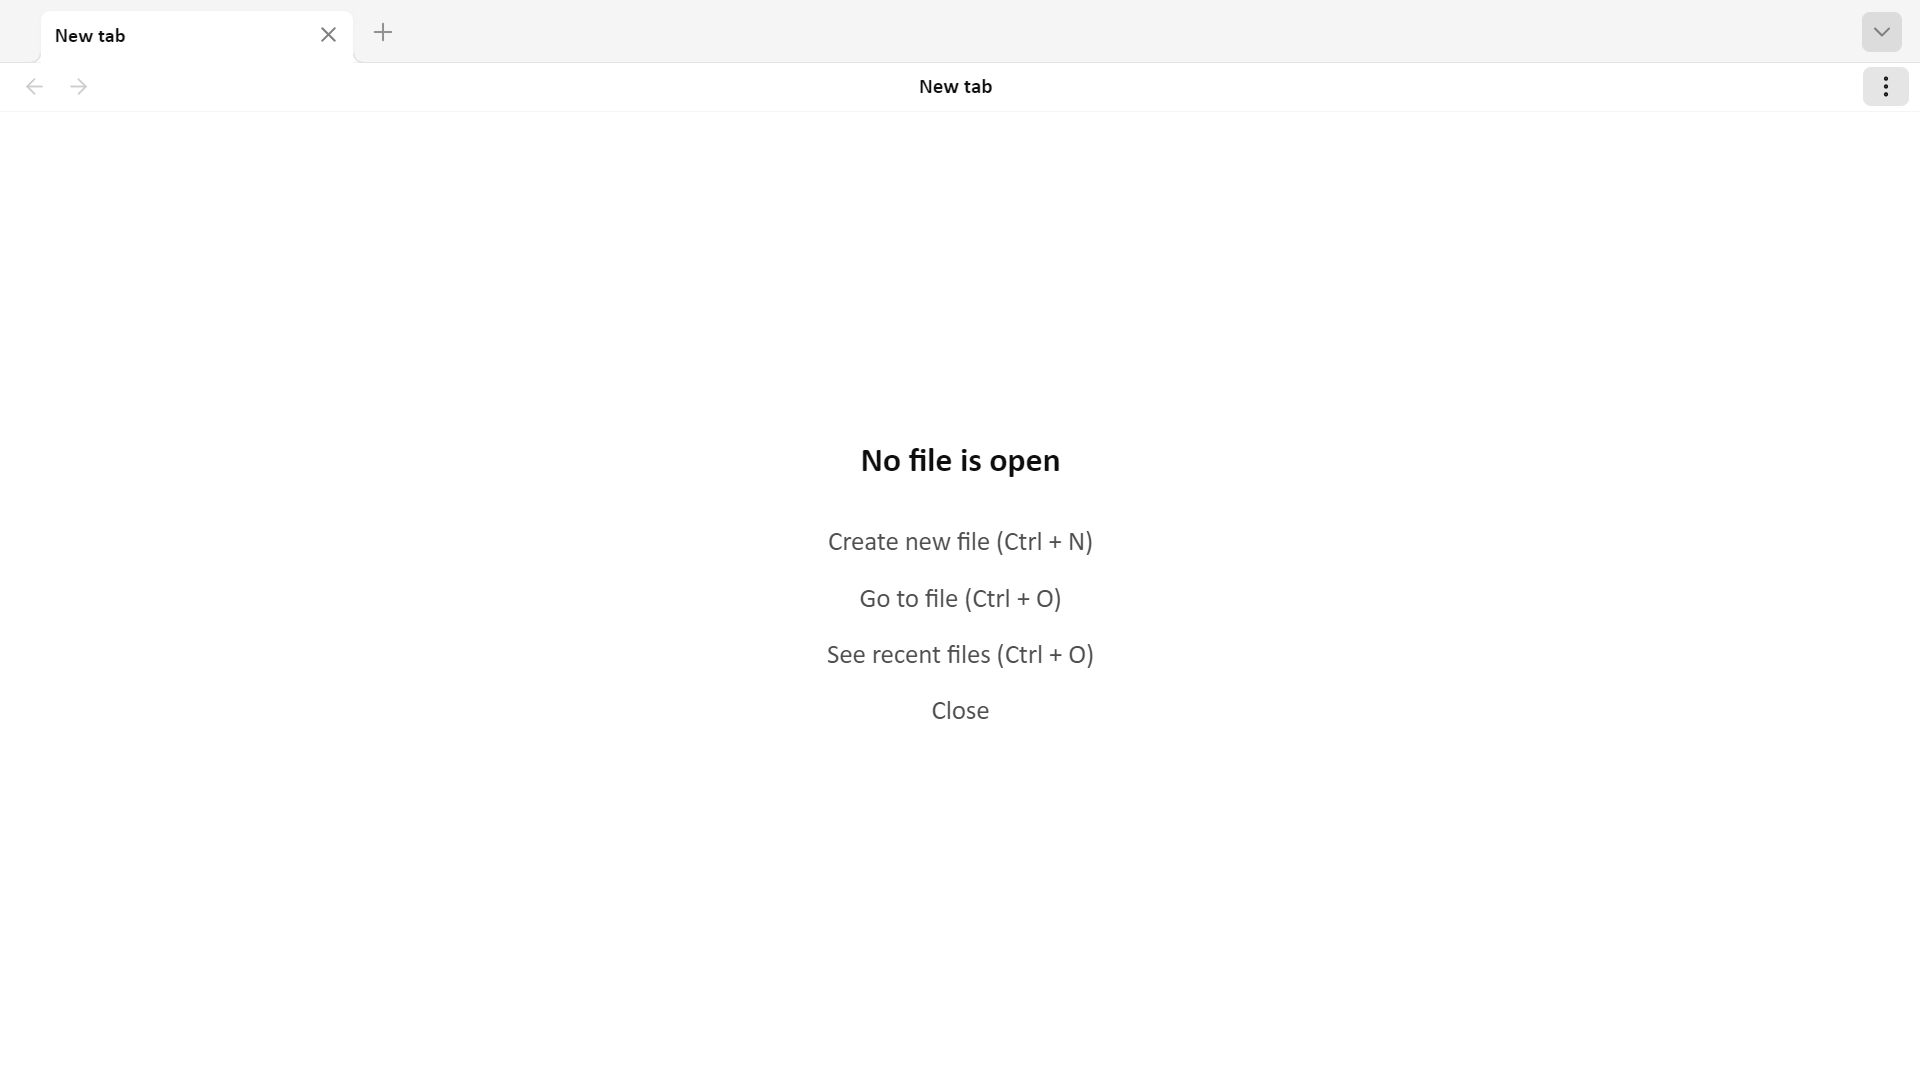 New tab
New tab
No file is open
Create new file (Ctrl + N)
Go to file (Ctrl + O)
See recent files (Ctrl + O)
Close